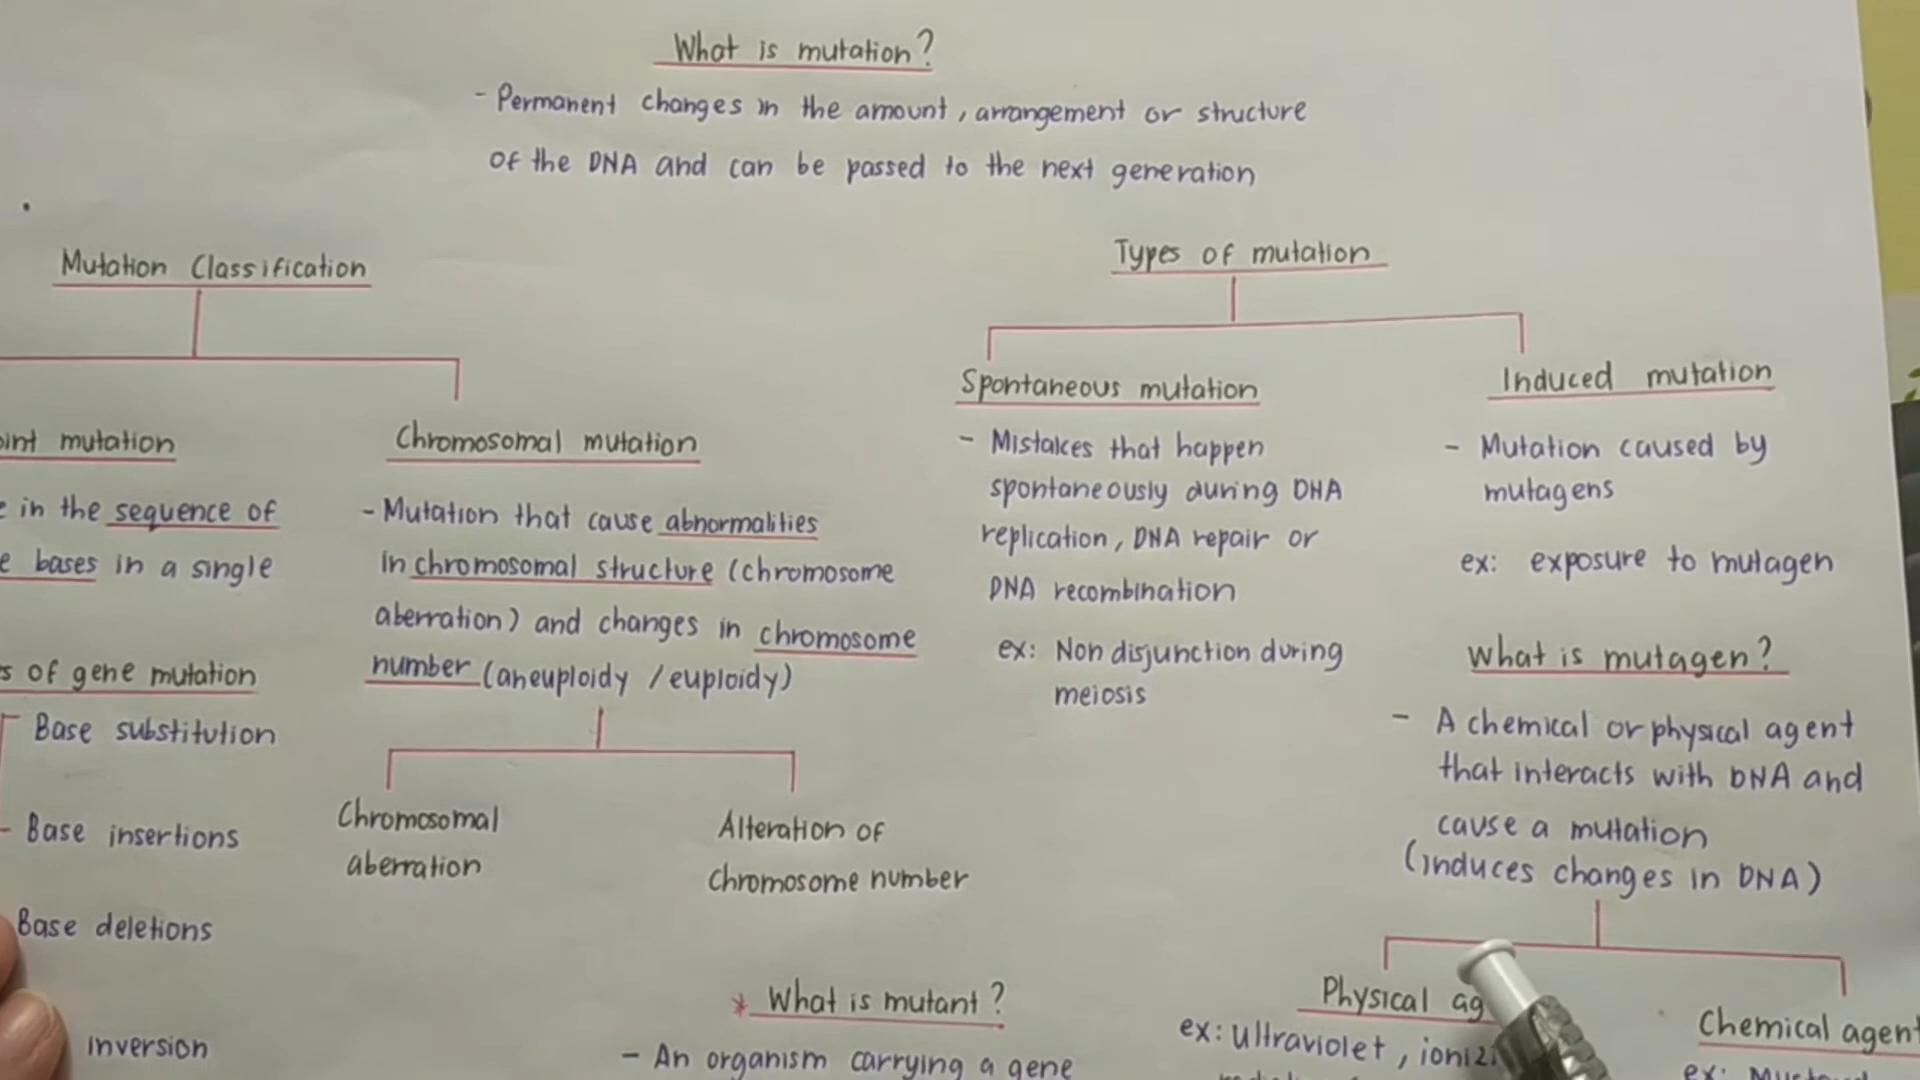 What is mutation?
- Permanent changes in the amount, arrangement or structure
of the DNA and can be passed to the next generation
Mutation Classification
mutation
in the sequence of
bases in a single
of gene mutation
Base substitution
Base insertions
Base deletions
inversion
Chromosomal mutation
- Mutation that cause abnormalities
in chromosomal structure (chromosome
aberration) and changes in chromosome
number (aneuploidy / euploidy)
Chromosomal
aberration
Alteration of
chromosome number
* What is mutant?
- An organism carrying a gene
Types of mutation
Spontaneous mutation
- Mistakes that happen
spontaneously during DNA
replication, DNA repair or
DNA recombination
ex: Non disjunction during
meiosis
Induced mutation
- Mutation caused by
mutagens
ex: exposure to mutagen
What is mutagen?
- A chemical or physical agent
that interacts with DNA and
cause a mutation
(induces changes in DNA)
Physical
ex: ultraviolet,
Chemical agent
ex: